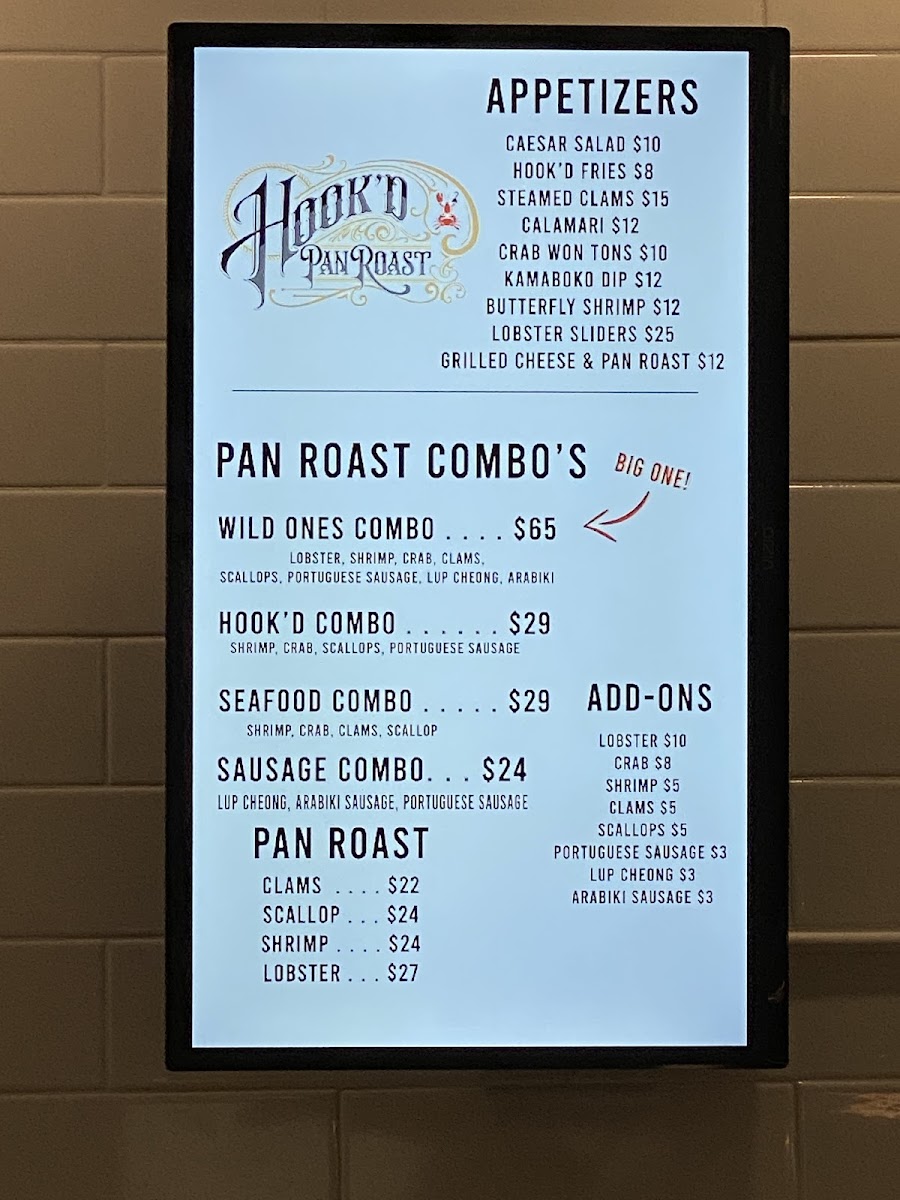 HOOK'D
PAN ROAST
APPETIZERS
CAESAR SALAD $10
HOOK'D FRIES $8
STEAMED CLAMS $15
CALAMARI $12
CRAB WON TONS $10
KAMABOKO DIP $12
BUTTERFLY SHRIMP $12
LOBSTER SLIDERS $25
GRILLED CHEESE & PAN ROAST $12
PAN ROAST COMBO'S
BIG ONE!
WILD ONES COMBO . . . . $65
LOBSTER, SHRIMP, CRAB, CLAMS,
SCALLOPS, PORTUGUESE SAUSAGE, LUP CHEONG, ARABIKI
HOOK'D COMBO . . . . . . $29
SHRIMP, CRAB, SCALLOPS, PORTUGUESE SAUSAGE
SEAFOOD COMBO . . . . . $29
SHRIMP, CRAB, CLAMS, SCALLOP
SAUSAGE COMBO. . . $24
LUP CHEONG, ARABIKI SAUSAGE, PORTUGUESE SAUSAGE
PAN ROAST
CLAMS . . . . $22
SCALLOP . . . $24
SHRIMP . . . . $24
LOBSTER . . . $27
ADD-ONS
LOBSTER $10
CRAB $8
SHRIMP $5
CLAMS $5
SCALLOPS $5
PORTUGUESE SAUSAGE $3
LUP CHEONG $3
ARABIKI SAUSAGE $3